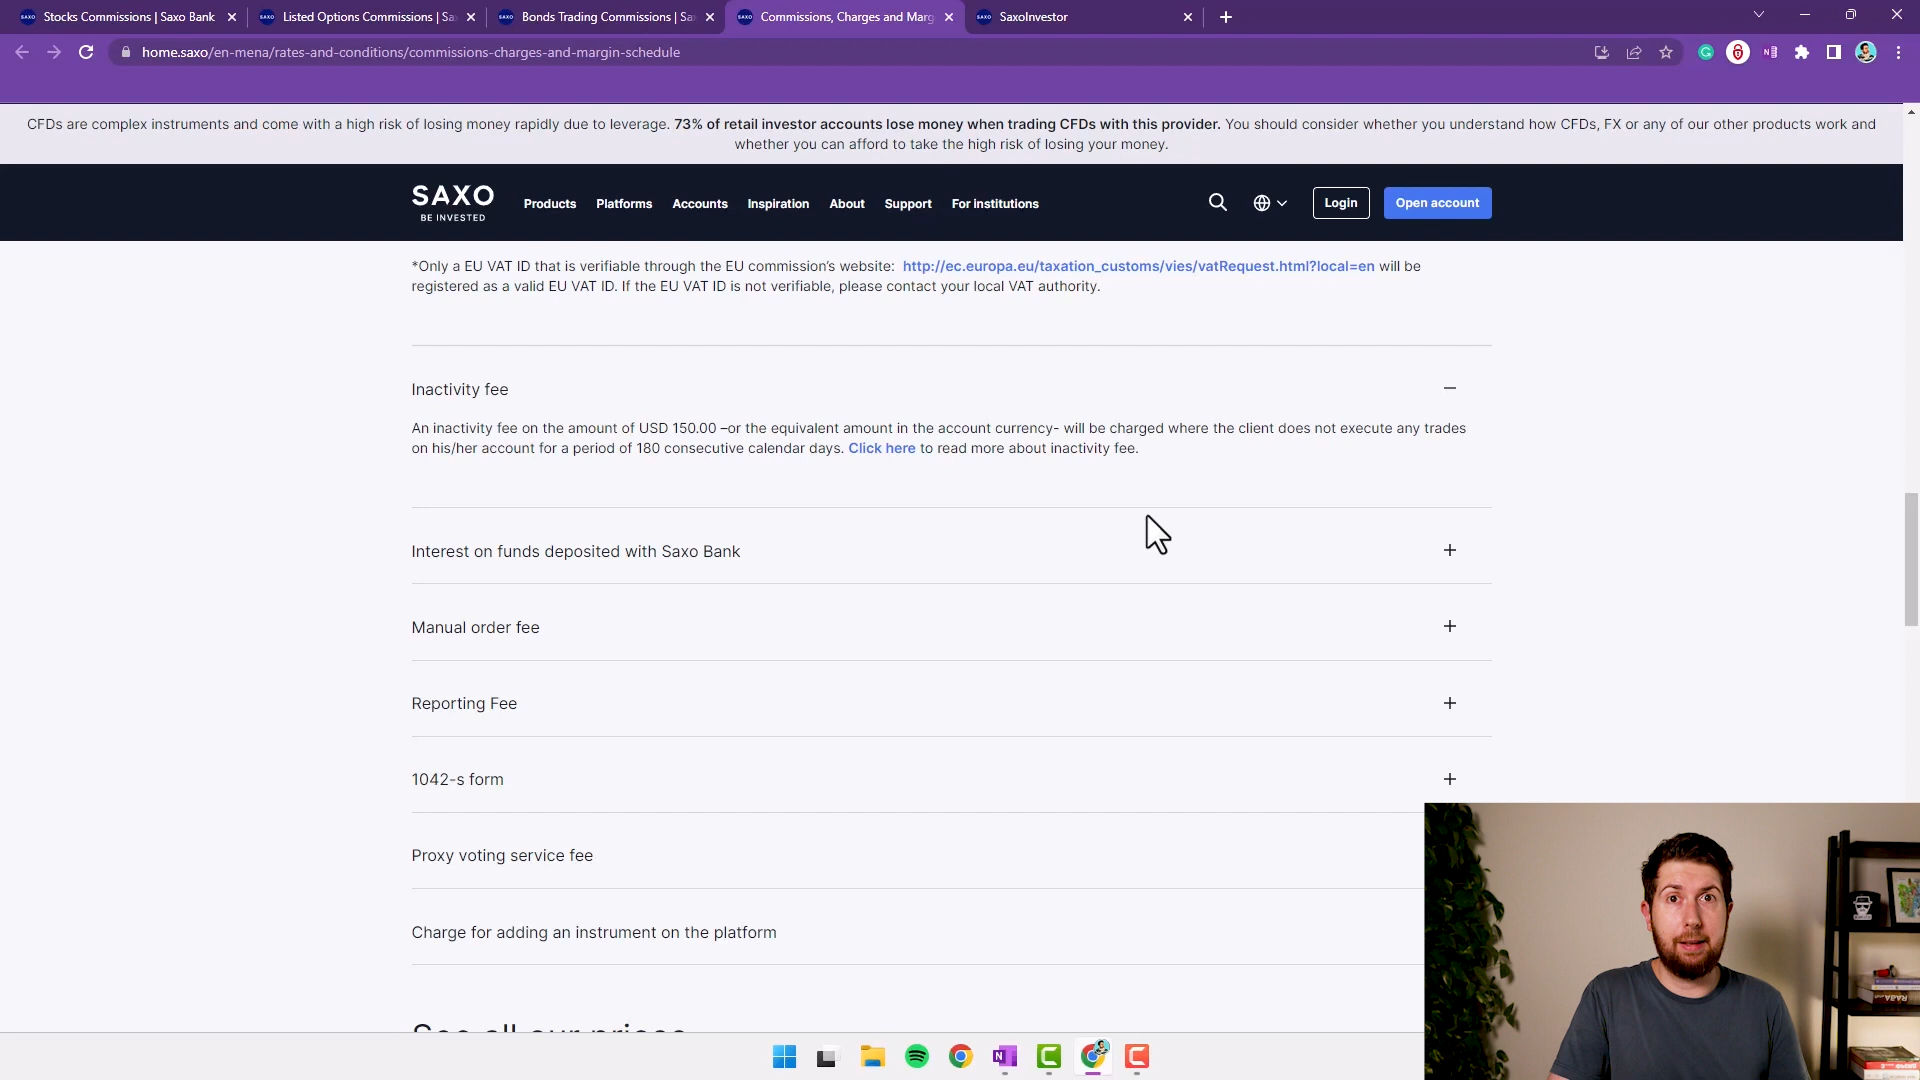 Stocks Commissions | Saxo Bank
Listed Options Commissions | Sax
Bonds Trading Commissions | Sax
Commissions, Charges and Marg
SaxoInvestor
home.saxo/en-mena/rates-and-conditions/commissions-charges-and-margin-schedule
CFDs are complex instruments and come with a high risk of losing money rapidly due to leverage. 73% of retail investor accounts lose money when trading CFDs with this provider. You should consider whether you understand how CFDs, FX or any of our other products work and
whether you can afford to take the high risk of losing your money.
SAXO
BE INVESTED
Products Platforms Accounts Inspiration About Support For institutions
Login
Open account
*Only a EU VAT ID that is verifiable through the EU commission's website: http://ec.europa.eu/taxation_customs/vies/vatRequest.html?local=en will be
registered as a valid EU VAT ID. If the EU VAT ID is not verifiable, please contact your local VAT authority.
Inactivity fee
An inactivity fee on the amount of USD 150.00 –or the equivalent amount in the account currency- will be charged where the client does not execute any trades
on his/her account for a period of 180 consecutive calendar days. Click here to read more about inactivity fee.
Interest on funds deposited with Saxo Bank
Manual order fee
Reporting Fee
1042-s form
Proxy voting service fee
Charge for adding an instrument on the platform
See all our prices